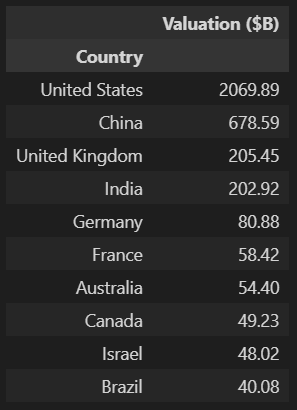 Valuation ($B)
Country
United States 2069.89
China 678.59
United Kingdom 205.45
India 202.92
Germany 80.88
France 58.42
Australia 54.40
Canada 49.23
Israel 48.02
Brazil 40.08